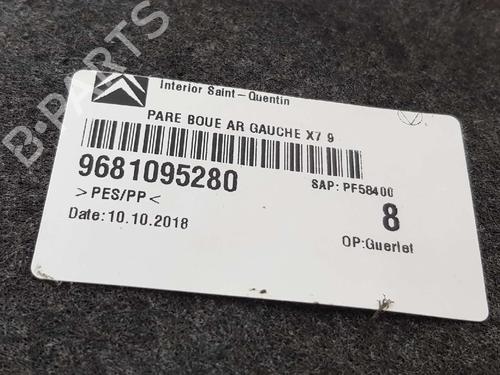 Interior Saint-Quentin
PARE BOUE AR GAUCHE X7 9
9681095280
SAP: PF58400
>PES/PP<
8
Date:10.10.2018
OP:Guerlet
B-PARTS